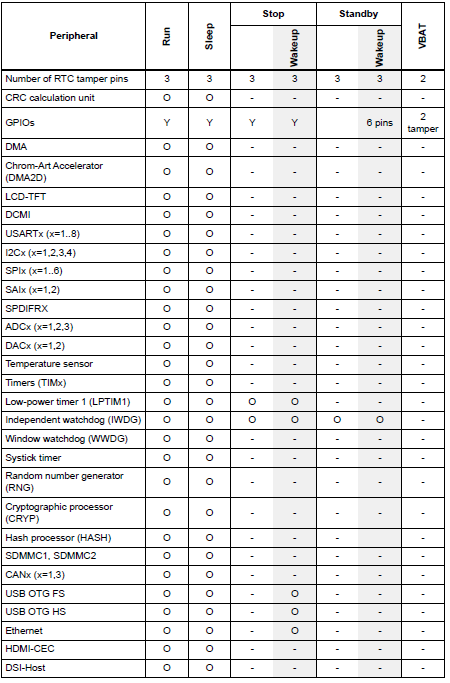 Peripheral Run Sleep Stop Standby VBAT
Wakeup Wakeup
Number of RTC tamper pins 3 3 3 3 3 3 2
CRC calculation unit O O - - - - -
GPIOs Y Y Y Y 6 pins 2 tamper
DMA O O - - - - -
Chrom-Art Accelerator
(DMA2D) O O - - - - -
LCD-TFT O O - - - - -
DCMI O O - - - - -
USARTx (x=1..8) O O - - - - -
I2Cx (x=1,2,3,4) O O - - - - -
SPIx (x=1..6) O O - - - - -
SAIx (x=1,2) O O - - - - -
SPDIFRX O O - - - - -
ADCx (x=1,2,3) O O - - - - -
DACx (x=1,2) O O - - - - -
Temperature sensor O O - - - - -
Timers (TIMx) O O - - - - -
Low-power timer 1 (LPTIM1) O O O O - - -
Independent watchdog (IWDG) O O O O O O -
Window watchdog (WWDG) O O - - - - -
Systick timer O O - - - - -
Random number generator
(RNG) O O - - - - -
Cryptographic processor
(CRYP) O O - - - - -
Hash processor (HASH) O O - - - - -
SDMMC1, SDMMC2 O O - - - - -
CANx (x=1,3) O O - - - - -
USB OTG FS O O - O - - -
USB OTG HS O O - O - - -
Ethernet O O - O - - -
HDMI-CEC O O - - - - -
DSI-Host O O - - - - -